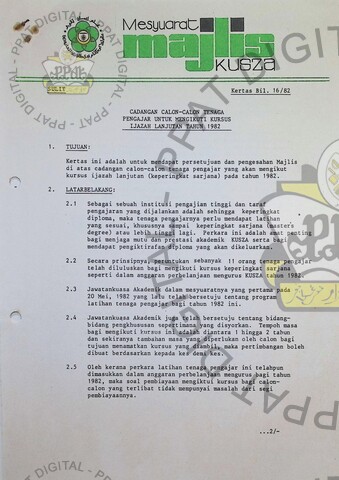 Mesyuarat
majlis
KUSZA
SULIT
Kertas Bil. 16/82
CADANGAN CALON-CALON TENAGA
PENGAJAR UNTUK MENGIKUTI KURSUS
IJAZAH LANJUTAN TAHUN 1982
1. TUJUAN:
Kertas ini adalah untuk mendapat persetujuan dan pengesahan Majlis
di atas cadangan calon-calon tenaga pengajar yang akan mengikuti
kursus ijazah lanjutan (keperingkat sarjana) pada tahun 1982.
2. LATARBELAKANG:
2.1 Sebagai sebuah institusi pengajian tinggi dan taraf
pengajaran yang dijalankan adalah sehingga keperingkat
diploma, maka tenaga pengajarnya perlu mendapat latihan
yang sesuai, khususnya sampai keperingkat sarjana (master's
degree) atau lebih tinggi lagi. Perkara ini adalah amat penting
bagi menjaga mutu dan prestasi akademik KUSZA serta bagi
mendapat pengiktirafan diploma yang akan dikeluarkan.
2.2 Secara prinsipnya, peruntukan sebanyak 11 orang tenaga pengajar
telah diluluskan bagi mengikuti kursus keperingkat sarjana
seperti dalam anggaran perbelanjaan mengurus KUSZA tahun 1982.
2.3 Jawatankuasa Akademik dalam mesyuaratnya yang pertama pada
20 Mei, 1982 yang lalu telah bersetuju tentang program
latihan tenaga pengajar bagi tahun 1982 ini.
2.4 Jawatankuasa Akademik juga telah bersetuju tentang bidang-
bidang pengkhususan sepertimana yang disyorkan. Tempoh masa
bagi mengikuti kursus ini adalah di antara 1 hingga 2 tahun
dan sekiranya tambahan masa yang diperlukan oleh calon bagi
tujuan menamatkan kursus yang diambil, maka pertimbangan boleh
dibuat berdasarkan kepada kes demi kes.
2.5 Oleh kerana perkara latihan tenaga pengajar ini telahpun
dimasukkan dalam anggaran perbelanjaan mengurus bagi tahun
1982, maka soal pembiayaan mengikuti kursus bagi calon-
calon yang terlibat tidak mempunyai masalah dari segi
pembiayaannya.
...2/-
PPAT DIGITAL - PPAT DIGITAL